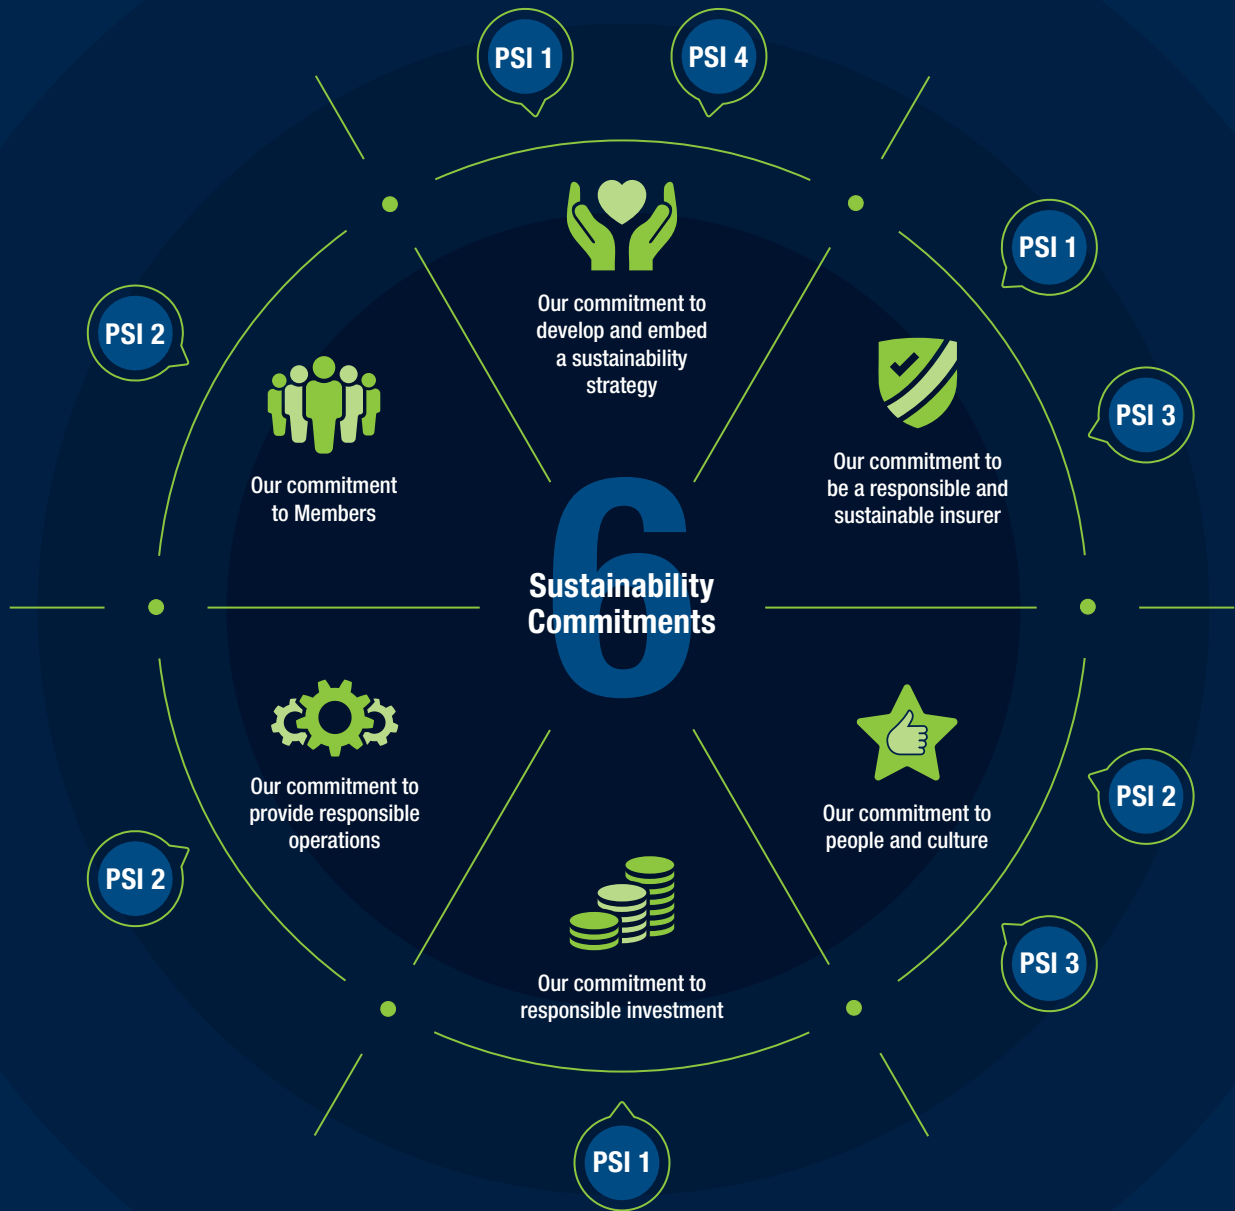 PSI 1
PSI 4
Our commitment to
develop and embed
a sustainability
strategy
PSI 1
PSI 3
Our commitment to
be a responsible and
sustainable insurer
PSI 2
Our commitment
to Members
6
Sustainability
Commitments
PSI 2
PSI 3
Our commitment to
people and culture
Our commitment to
provide responsible
operations
PSI 2
Our commitment to
responsible investment
PSI 1